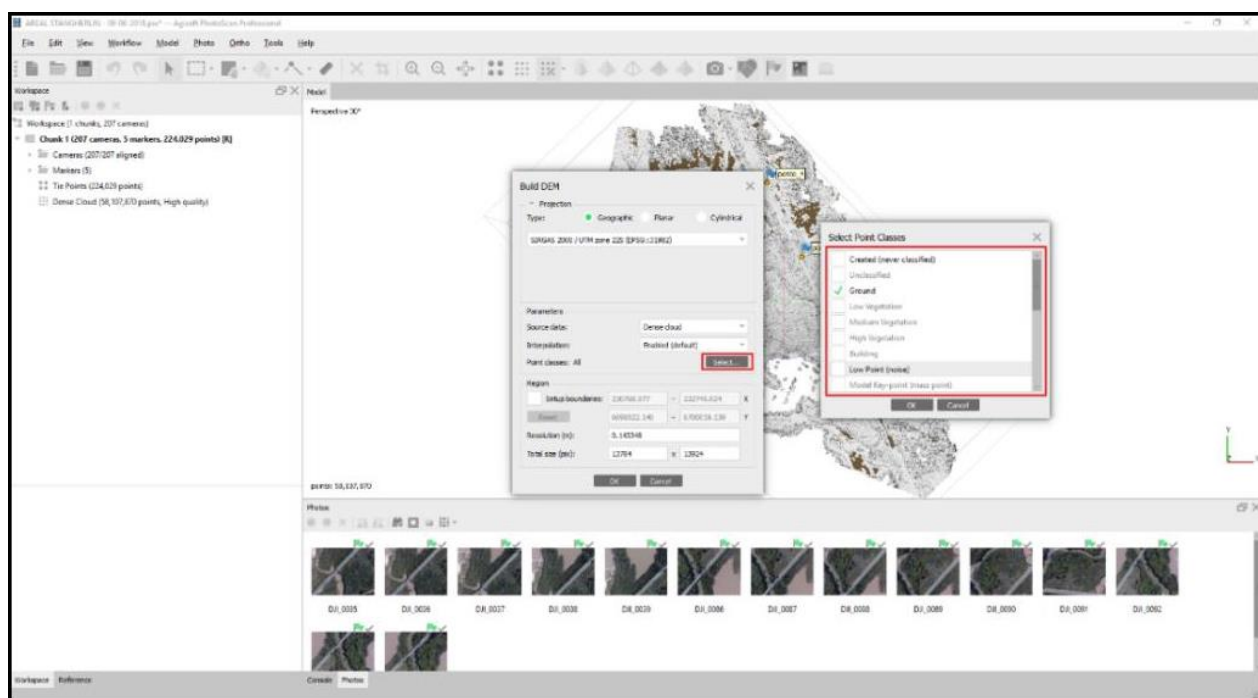 File Edit View Workflow Model Photo Ortho Tools Help
Workspace
Model
Workspace (1 chunks, 207 cameras)
Chunk 1 (207 cameras, 5 markers, 224,029 points) [R]
Cameras (207/207 aligned)
Markers (5)
Tie Points (224,029 points)
Dense Cloud (58,107,670 points, High quality)
Perspective 30°
Build DEM
Projection
Type: Geographic Planar Cylindrical
SIRGAS 2000 / UTM zone 22S (EPSG::31982)
Parameters
Source data: Dense cloud
Interpolation: Enabled (default)
Point classes: All Select...
Region
Setup boundaries: X
Reset Y
Resolution (m):
Total size (pix): 13784 x 13924
OK Cancel
Select Point Classes
Created (never classified)
Unclassified
Ground
Low Vegetation
Medium Vegetation
High Vegetation
Building
Low Point (noise)
Model Key-point (mass point)
OK Cancel
Photos
DJI_0035 DJI_0036 DJI_0037 DJI_0038 DJI_0039 DJI_0086 DJI_0087 DJI_0088 DJI_0089 DJI_0090 DJI_0091 DJI_0092
Workspace Reference
Console Photos